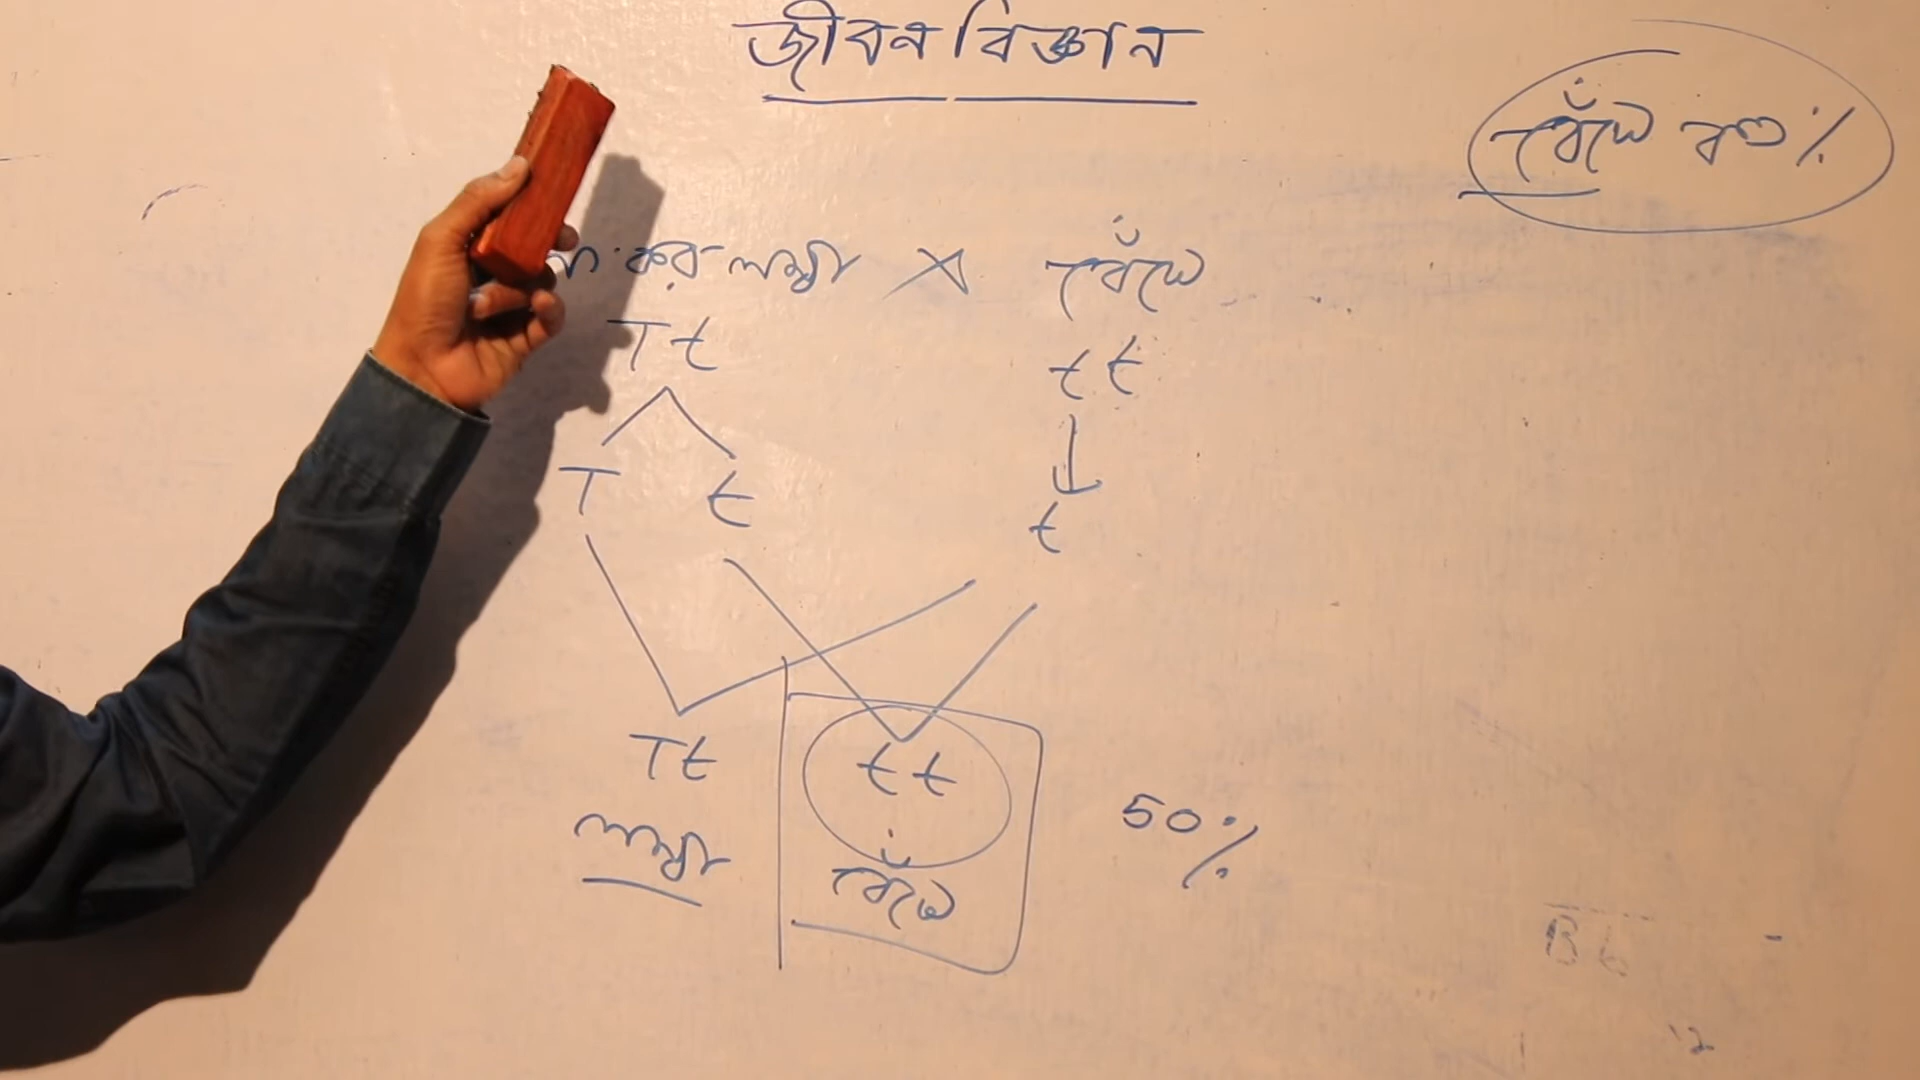 জীবন বিজ্ঞান
বেঁটে কত %
কর লম্বা X বেঁটে
Tt tt
T t t
Tt tt 50%
লম্বা বেঁটে